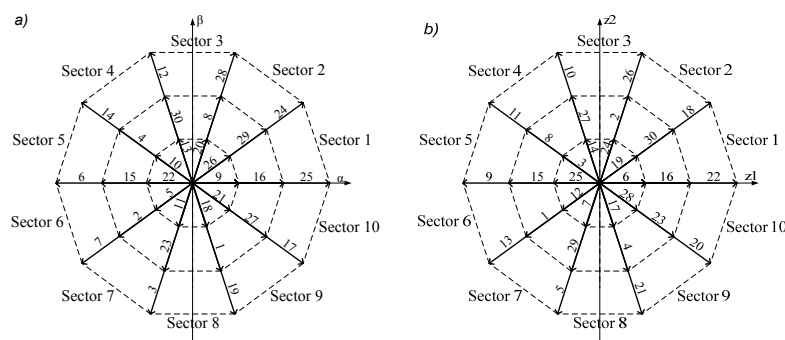 a)
β
Sector 3
Sector 4
Sector 2
12
28
14
30
8
24
4
13
20
29
Sector 5
10
26
Sector 1
6
15
22
9
16
25
α
5
21
11
18
2
27
Sector 6
7
23
1
17
Sector 10
3
19
Sector 7
Sector 9
Sector 8
b)
z2
Sector 3
Sector 4
Sector 2
10
26
11
27
2
18
8
14
24
30
Sector 5
3
19
Sector 1
9
15
25
6
16
22
z1
12
28
7
17
1
23
Sector 6
13
29
4
20
Sector 10
5
21
Sector 7
Sector 9
Sector 8